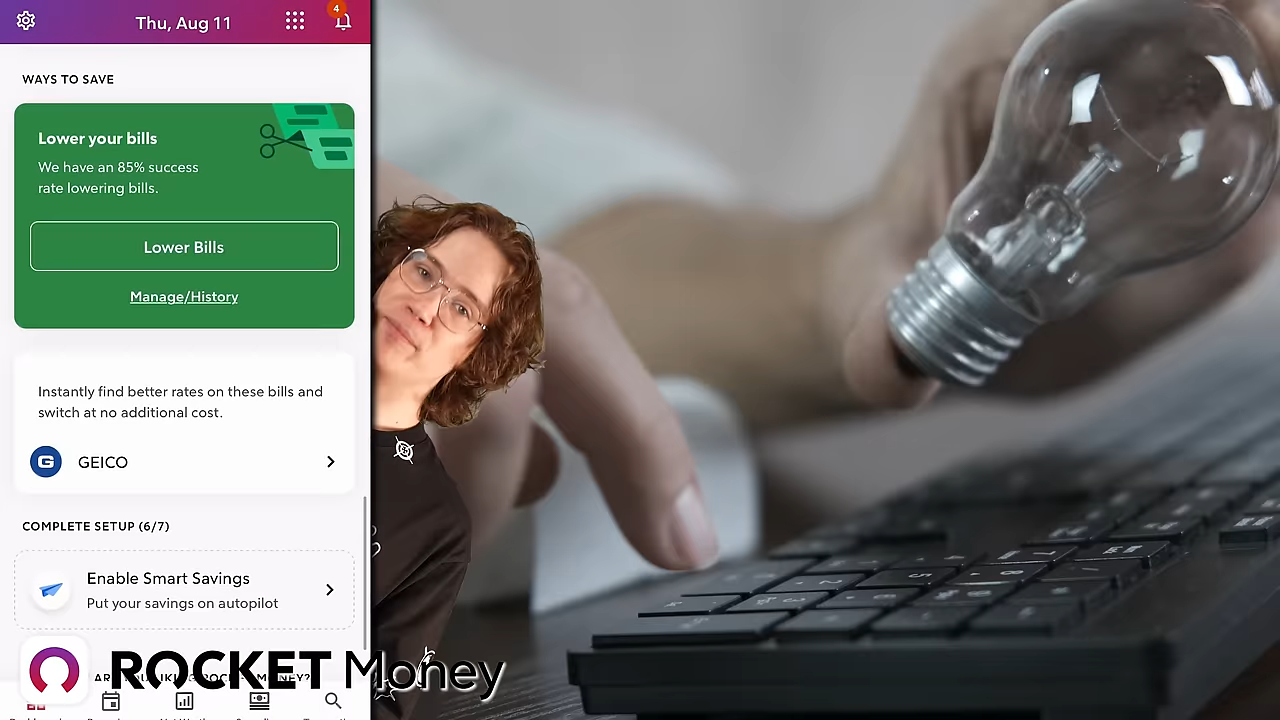 Thu, Aug 11
4
WAYS TO SAVE
Lower your bills
We have an 85% success
rate lowering bills.
Lower Bills
Manage/History
Instantly find better rates on these bills and
switch at no additional cost.
G GEICO
COMPLETE SETUP (6/7)
Enable Smart Savings
Put your savings on autopilot
ROCKET Money